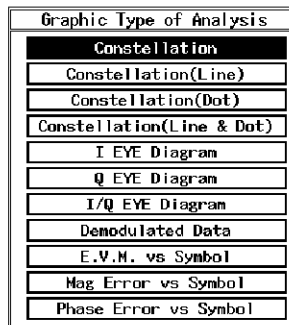 Graphic Type of Analysis
Constellation
Constellation(Line)
Constellation(Dot)
Constellation(Line & Dot)
I EYE Diagram
Q EYE Diagram
I/Q EYE Diagram
Demodulated Data
E.V.M. vs Symbol
Mag Error vs Symbol
Phase Error vs Symbol